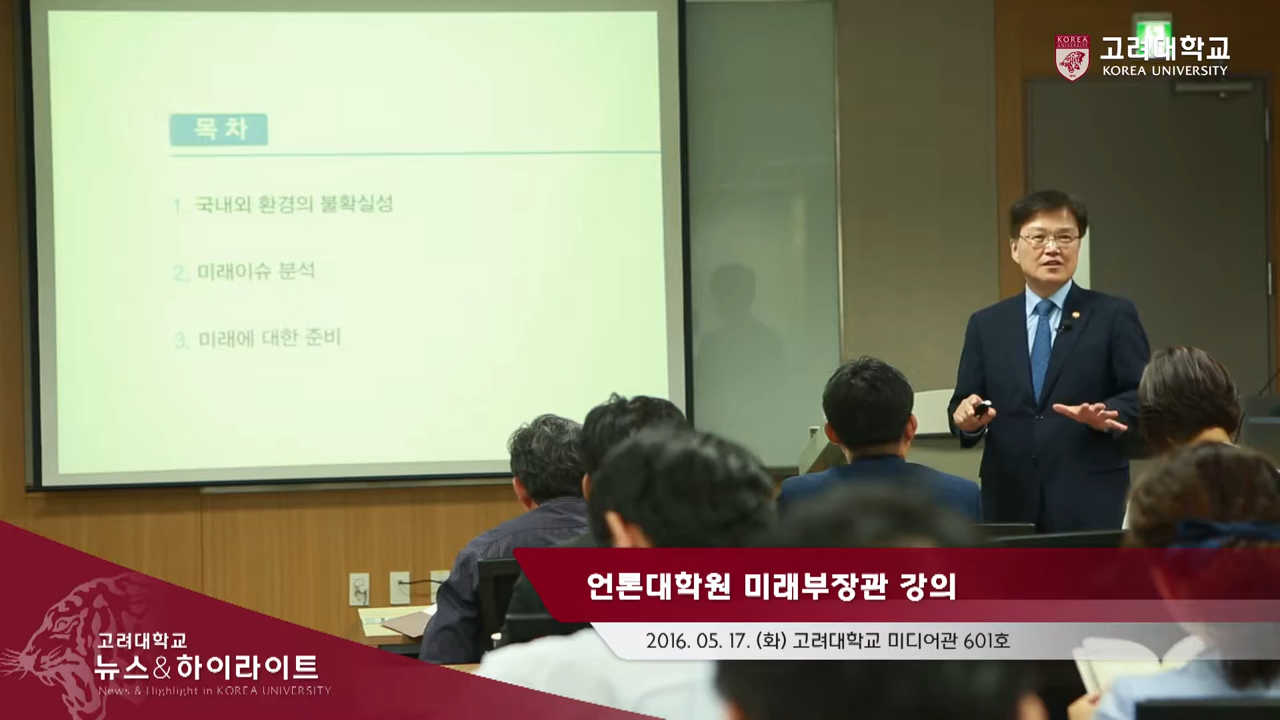 목 차
1. 국내외 환경의 불확실성
2. 미래이슈 분석
3. 미래에 대한 준비
KOREA
UNIVERSITY
고려대학교
KOREA UNIVERSITY
언론대학원 미래부장관 강의
2016. 05. 17. (화) 고려대학교 미디어관 601호
고려대학교
뉴스&하이라이트
News & Highlight in KOREA UNIVERSITY